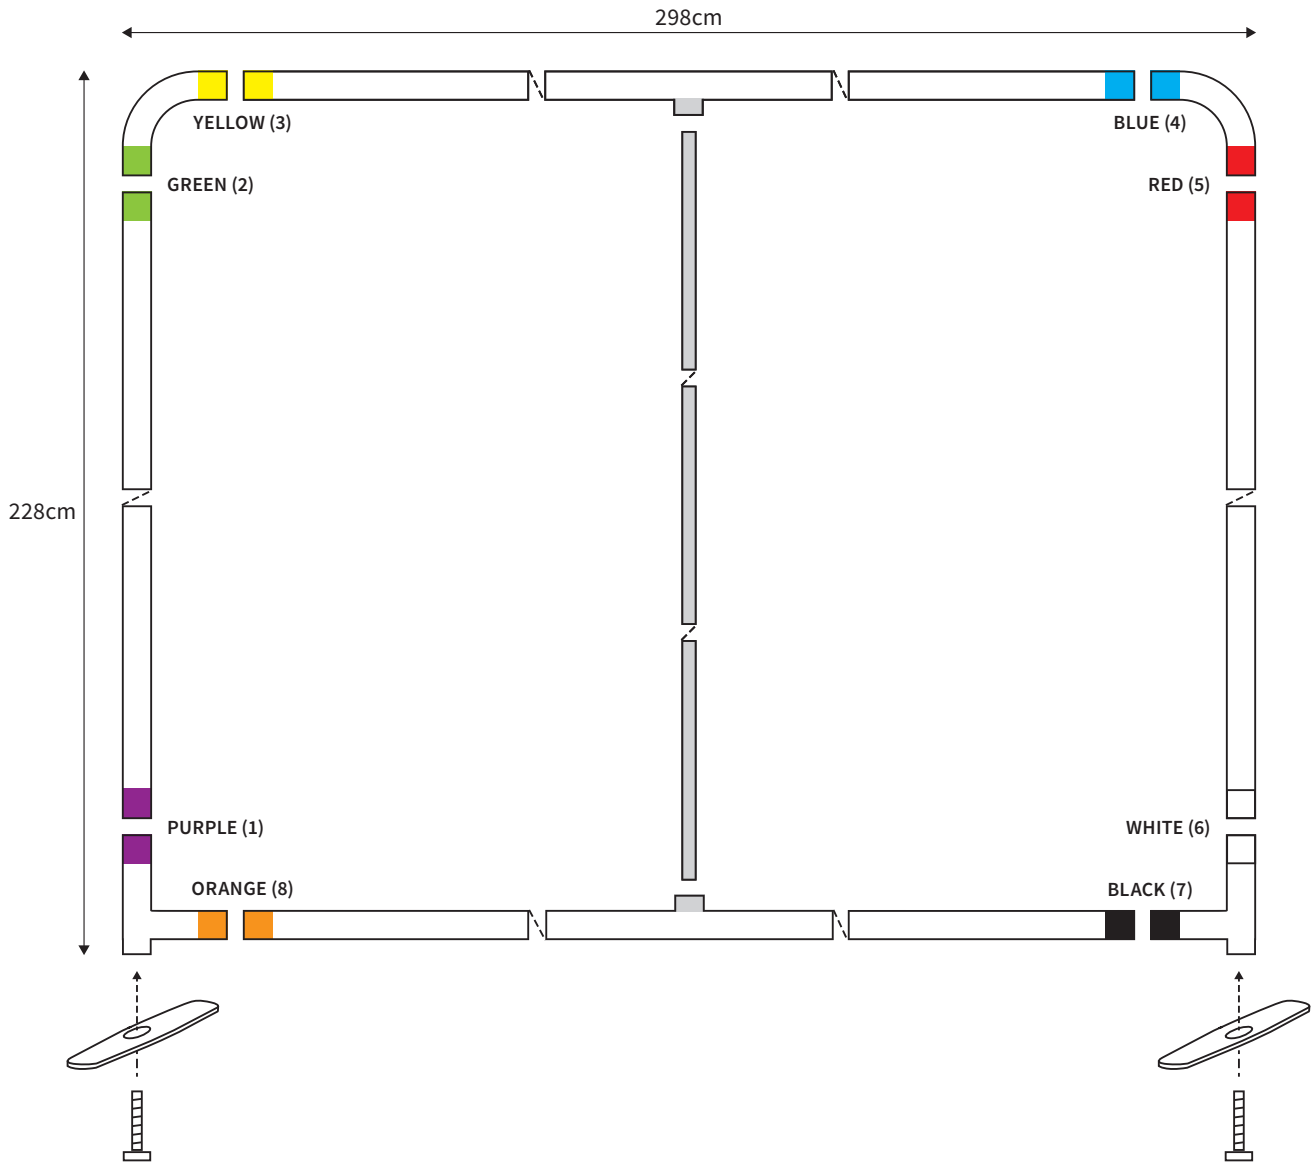 298cm
YELLOW (3)
BLUE (4)
GREEN (2)
RED (5)
228cm
PURPLE (1)
WHITE (6)
ORANGE (8)
BLACK (7)